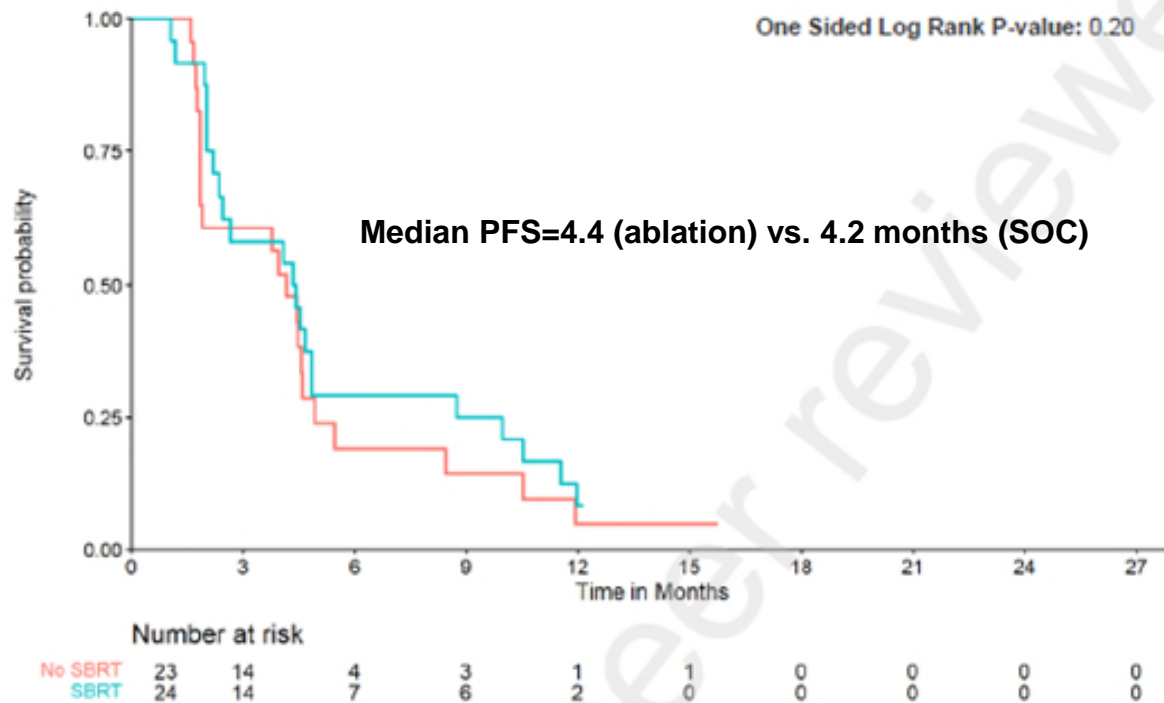 One Sided Log Rank P-value: 0.20
Median PFS=4.4 (ablation) vs. 4.2 months (SOC)
Survival probability
1.00
0.75
0.50
0.25
0.00
0 3 6 9 12 15 18 21 24 27
Time in Months
Number at risk
No SBRT 23 14 4 3 1 1 0 0 0 0
SBRT 24 14 7 6 2 0 0 0 0 0
eer reviewe